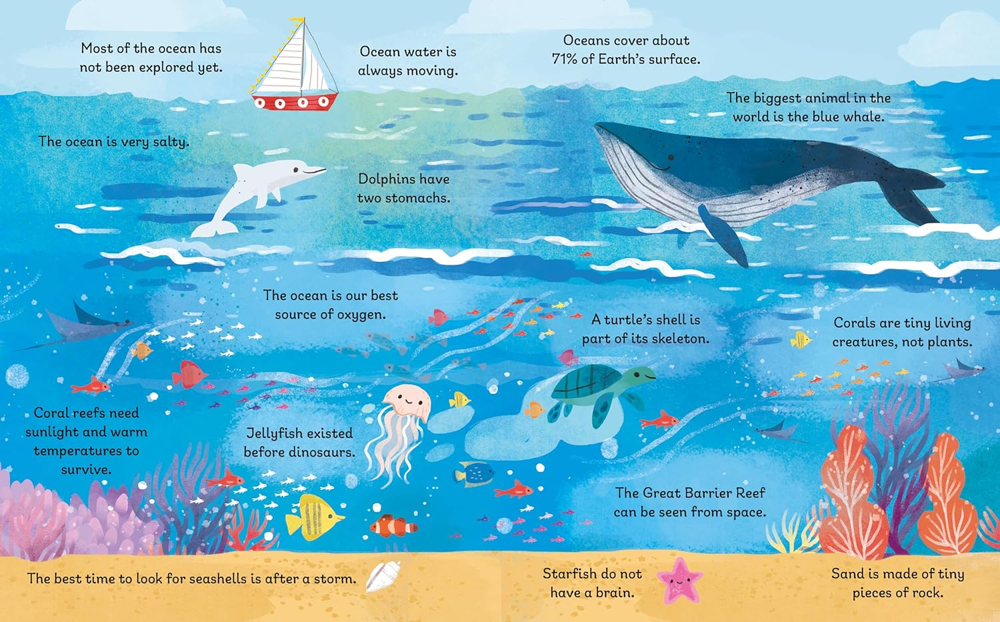 Most of the ocean has
not been explored yet.
Ocean water is
always moving.
Oceans cover about
71% of Earth's surface.
The biggest animal in the
world is the blue whale.
The ocean is very salty.
Dolphins have
two stomachs.
The ocean is our best
source of oxygen.
A turtle's shell is
part of its skeleton.
Corals are tiny living
creatures, not plants.
Coral reefs need
sunlight and warm
temperatures to
survive.
Jellyfish existed
before dinosaurs.
The Great Barrier Reef
can be seen from space.
The best time to look for seashells is after a storm.
Starfish do not
have a brain.
Sand is made of tiny
pieces of rock.